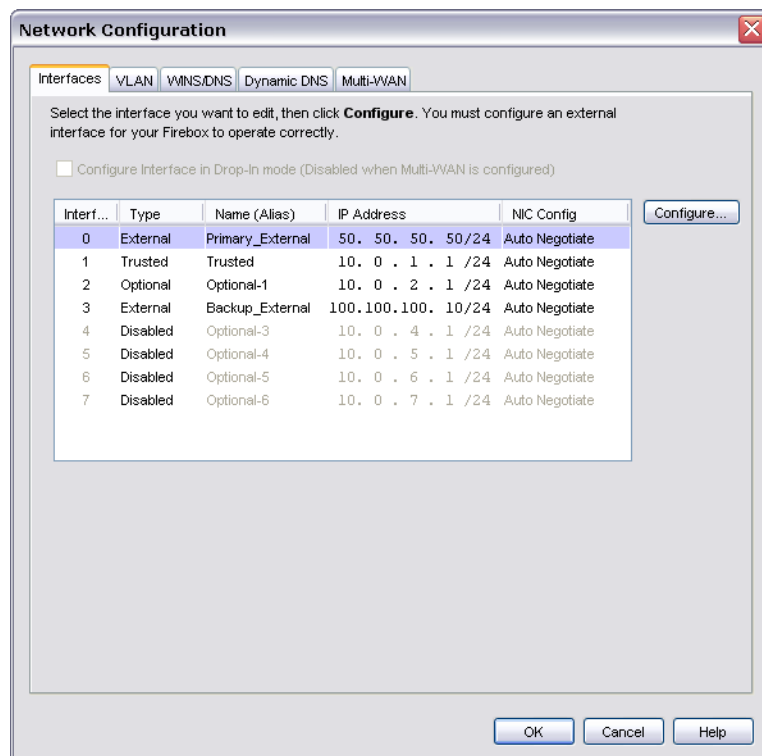 Network Configuration
Interfaces VLAN WINS/DNS Dynamic DNS Multi-WAN
Select the interface you want to edit, then click Configure. You must configure an external
interface for your Firebox to operate correctly.
Configure Interface in Drop-In mode (Disabled when Multi-WAN is configured)
Interf... Type Name (Alias) IP Address NIC Config Configure...
0 External Primary_External 50. 50. 50. 50/24 Auto Negotiate
1 Trusted Trusted 10. 0 . 1 . 1 /24 Auto Negotiate
2 Optional Optional-1 10. 0 . 2 . 1 /24 Auto Negotiate
3 External Backup_External 100.100.100. 10/24 Auto Negotiate
4 Disabled Optional-3 10. 0 . 4 . 1 /24 Auto Negotiate
5 Disabled Optional-4 10. 0 . 5 . 1 /24 Auto Negotiate
6 Disabled Optional-5 10. 0 . 6 . 1 /24 Auto Negotiate
7 Disabled Optional-6 10. 0 . 7 . 1 /24 Auto Negotiate
OK Cancel Help